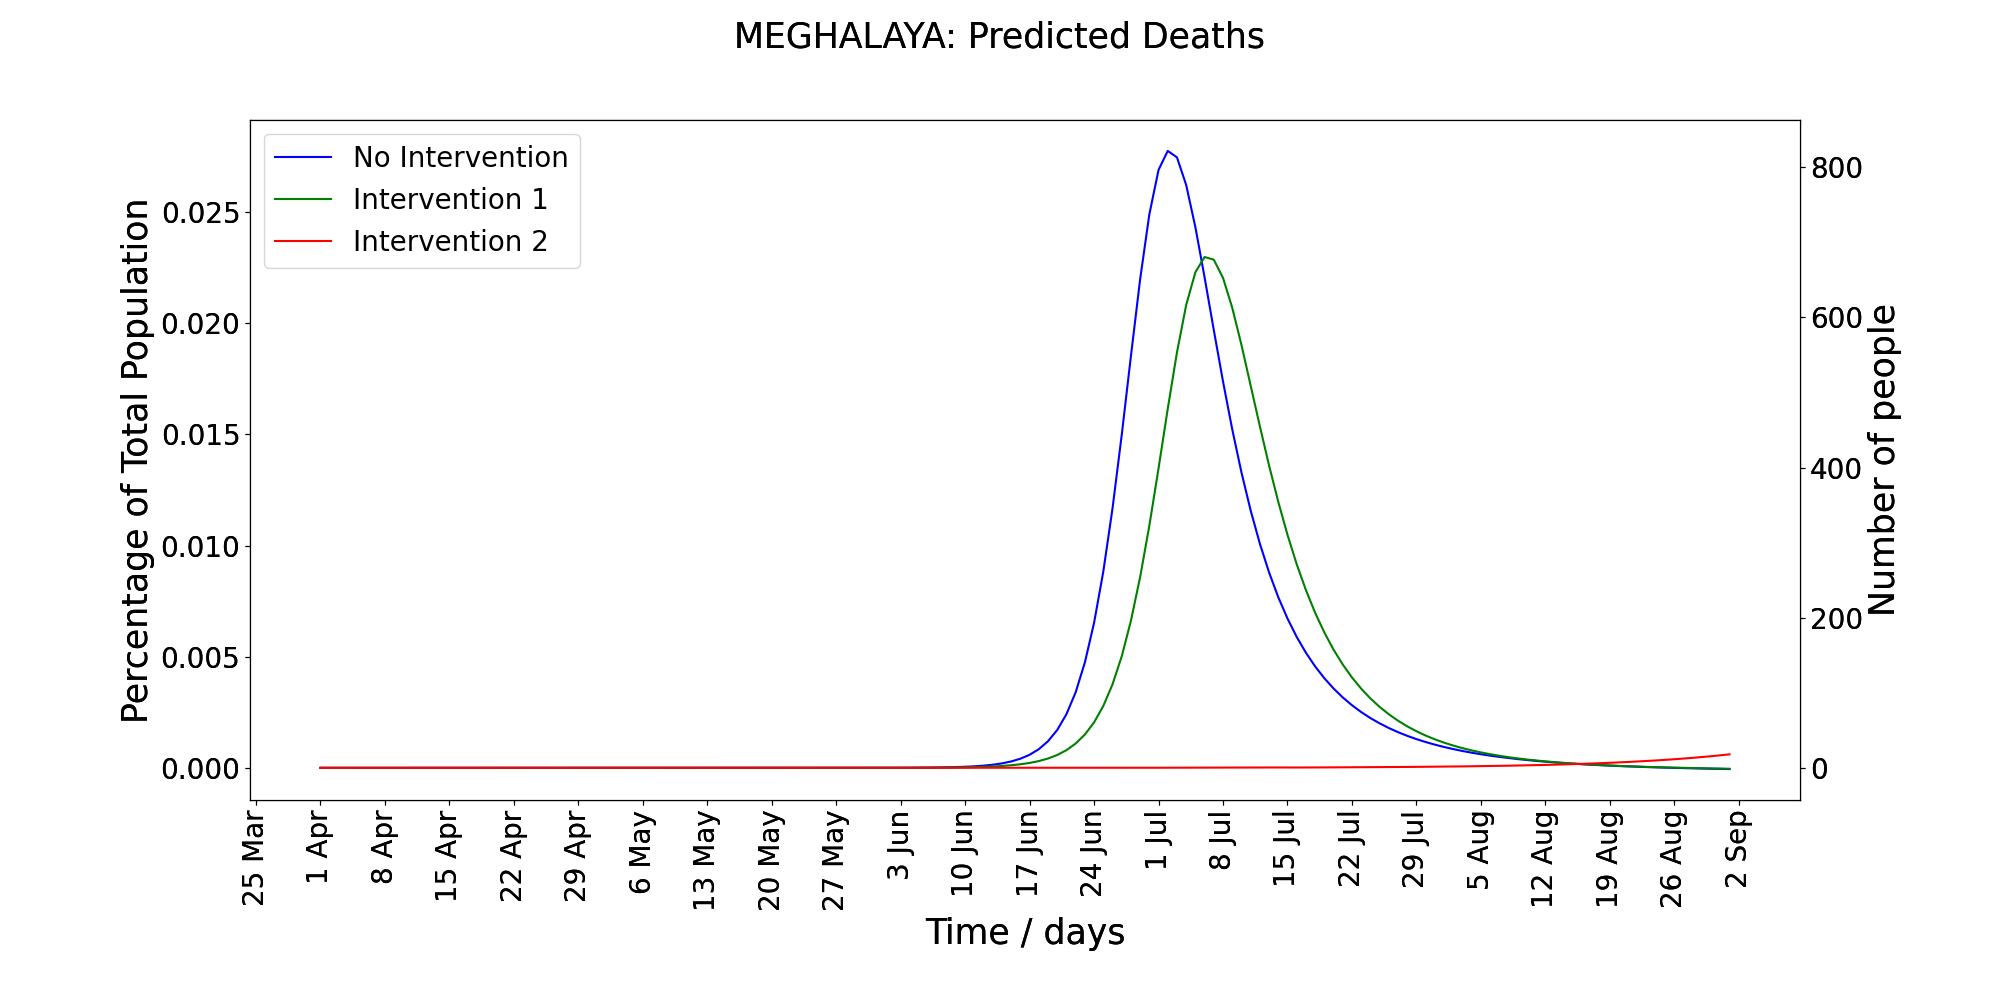 MEGHALAYA: Predicted Deaths
No Intervention
Intervention 1
Intervention 2
Percentage of Total Population
0.025
0.020
0.015
0.010
0.005
0.000
800
600
400
200
0
Number of people
25 Mar
1 Apr
8 Apr
15 Apr
22 Apr
29 Apr
6 May
13 May
20 May
27 May
3 Jun
10 Jun
17 Jun
24 Jun
1 Jul
8 Jul
15 Jul
22 Jul
29 Jul
5 Aug
12 Aug
19 Aug
26 Aug
2 Sep
Time / days